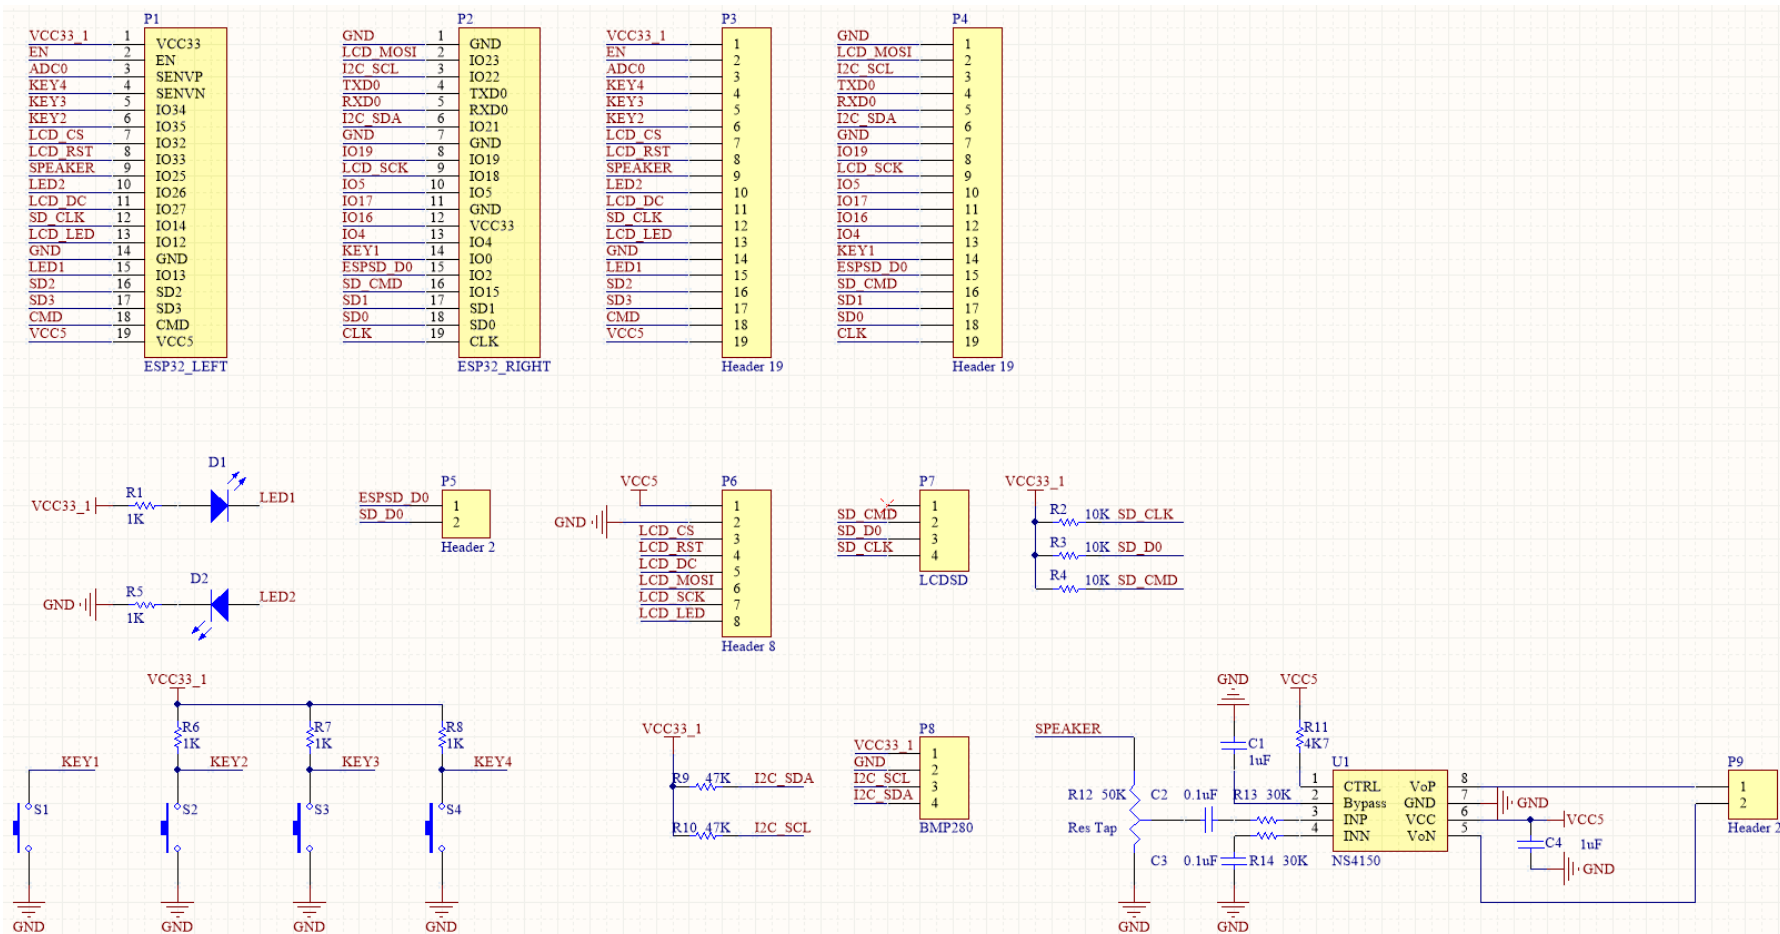 P1 P2 P3 P4
VCC33_1 1 VCC33 GND 1 GND VCC33_1 1 GND 1
EN 2 EN LCD_MOSI 2 IO23 EN 2 LCD_MOSI 2
ADC0 3 SENVP I2C_SCL 3 IO22 ADC0 3 I2C_SCL 3
KEY4 4 SENVN TXD0 4 TXD0 KEY4 4 TXD0 4
KEY3 5 IO34 RXD0 5 RXD0 KEY3 5 RXD0 5
KEY2 6 IO35 I2C_SDA 6 IO21 KEY2 6 I2C_SDA 6
LCD_CS 7 IO32 GND 7 GND LCD_CS 7 GND 7
LCD_RST 8 IO33 IO19 8 IO19 LCD_RST 8 IO19 8
SPEAKER 9 IO25 LCD_SCK 9 IO18 SPEAKER 9 LCD_SCK 9
LED2 10 IO26 IO5 10 IO5 LED2 10 IO5 10
LCD_DC 11 IO27 IO17 11 GND LCD_DC 11 IO17 11
SD_CLK 12 IO14 IO16 12 VCC33 SD_CLK 12 IO16 12
LCD_LED 13 IO12 IO4 13 IO4 LCD_LED 13 IO4 13
GND 14 GND KEY1 14 IO0 GND 14 KEY1 14
LED1 15 IO13 ESPSD_D0 15 IO2 LED1 15 ESPSD_D0 15
SD2 16 SD2 SD_CMD 16 IO15 SD2 16 SD_CMD 16
SD3 17 SD3 SD1 17 SD1 SD3 17 SD1 17
CMD 18 CMD SD0 18 SD0 CMD 18 SD0 18
VCC5 19 VCC5 CLK 19 CLK VCC5 19 CLK 19
ESP32_LEFT ESP32_RIGHT Header 19 Header 19
D1
VCC33_1 R1 1K LED1
P5
ESPSD_D0 1
SD_D0 2
Header 2
VCC5 P6
1
GND 2
LCD_CS 3
LCD_RST 4
LCD_DC 5
LCD_MOSI 6
LCD_SCK 7
LCD_LED 8
Header 8
P7
1
SD_CMD 2
SD_D0 3
SD_CLK 4
LCDSD
VCC33_1
R2 10K SD_CLK
R3 10K SD_D0
R4 10K SD_CMD
D2
GND R5 1K LED2
VCC33_1
R6 R7 R8
1K 1K 1K
KEY1 KEY2 KEY3 KEY4
S1 S2 S3 S4
GND GND GND GND
VCC33_1
R9 47K I2C_SDA
R10 47K I2C_SCL
P8
VCC33_1 1
GND 2
I2C_SCL 3
I2C_SDA 4
BMP280
GND VCC5
SPEAKER
C1 1uF
R11 4K7
R12 50K
Res Tap
C2 0.1uF R13 30K
C3 0.1uF R14 30K
U1
1 CTRL VoP 8
2 Bypass GND 7 GND
3 INP VCC 6 VCC5
4 INN VoN 5
NS4150
C4 1uF
GND
P9
1
2
Header 2
GND GND